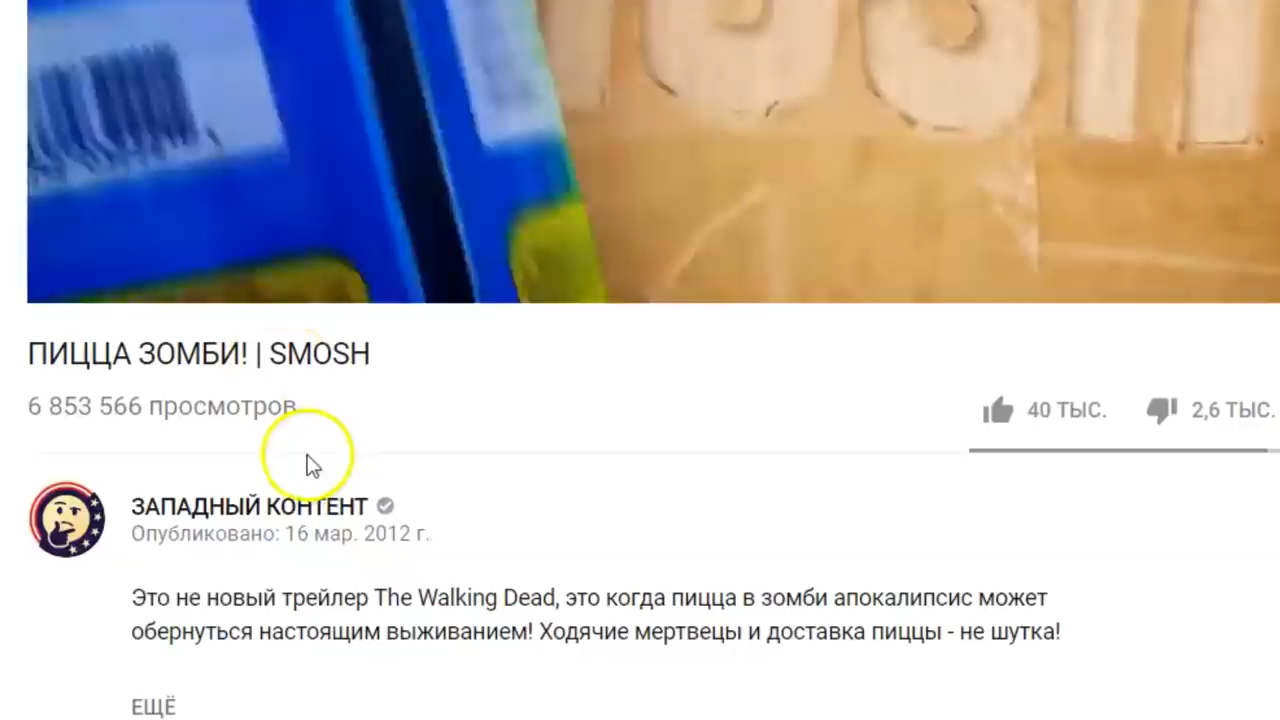 ПИЦЦА ЗОМБИ! | SMOSH
6 853 566 просмотров
40 ТЫС.
2,6 ТЫС.
ЗАПАДНЫЙ КОНТЕНТ
Опубликовано: 16 мар. 2012 г.
Это не новый трейлер The Walking Dead, это когда пицца в зомби апокалипсис может
обернуться настоящим выживанием! Ходячие мертвецы и доставка пиццы - не шутка!
ЕЩЁ